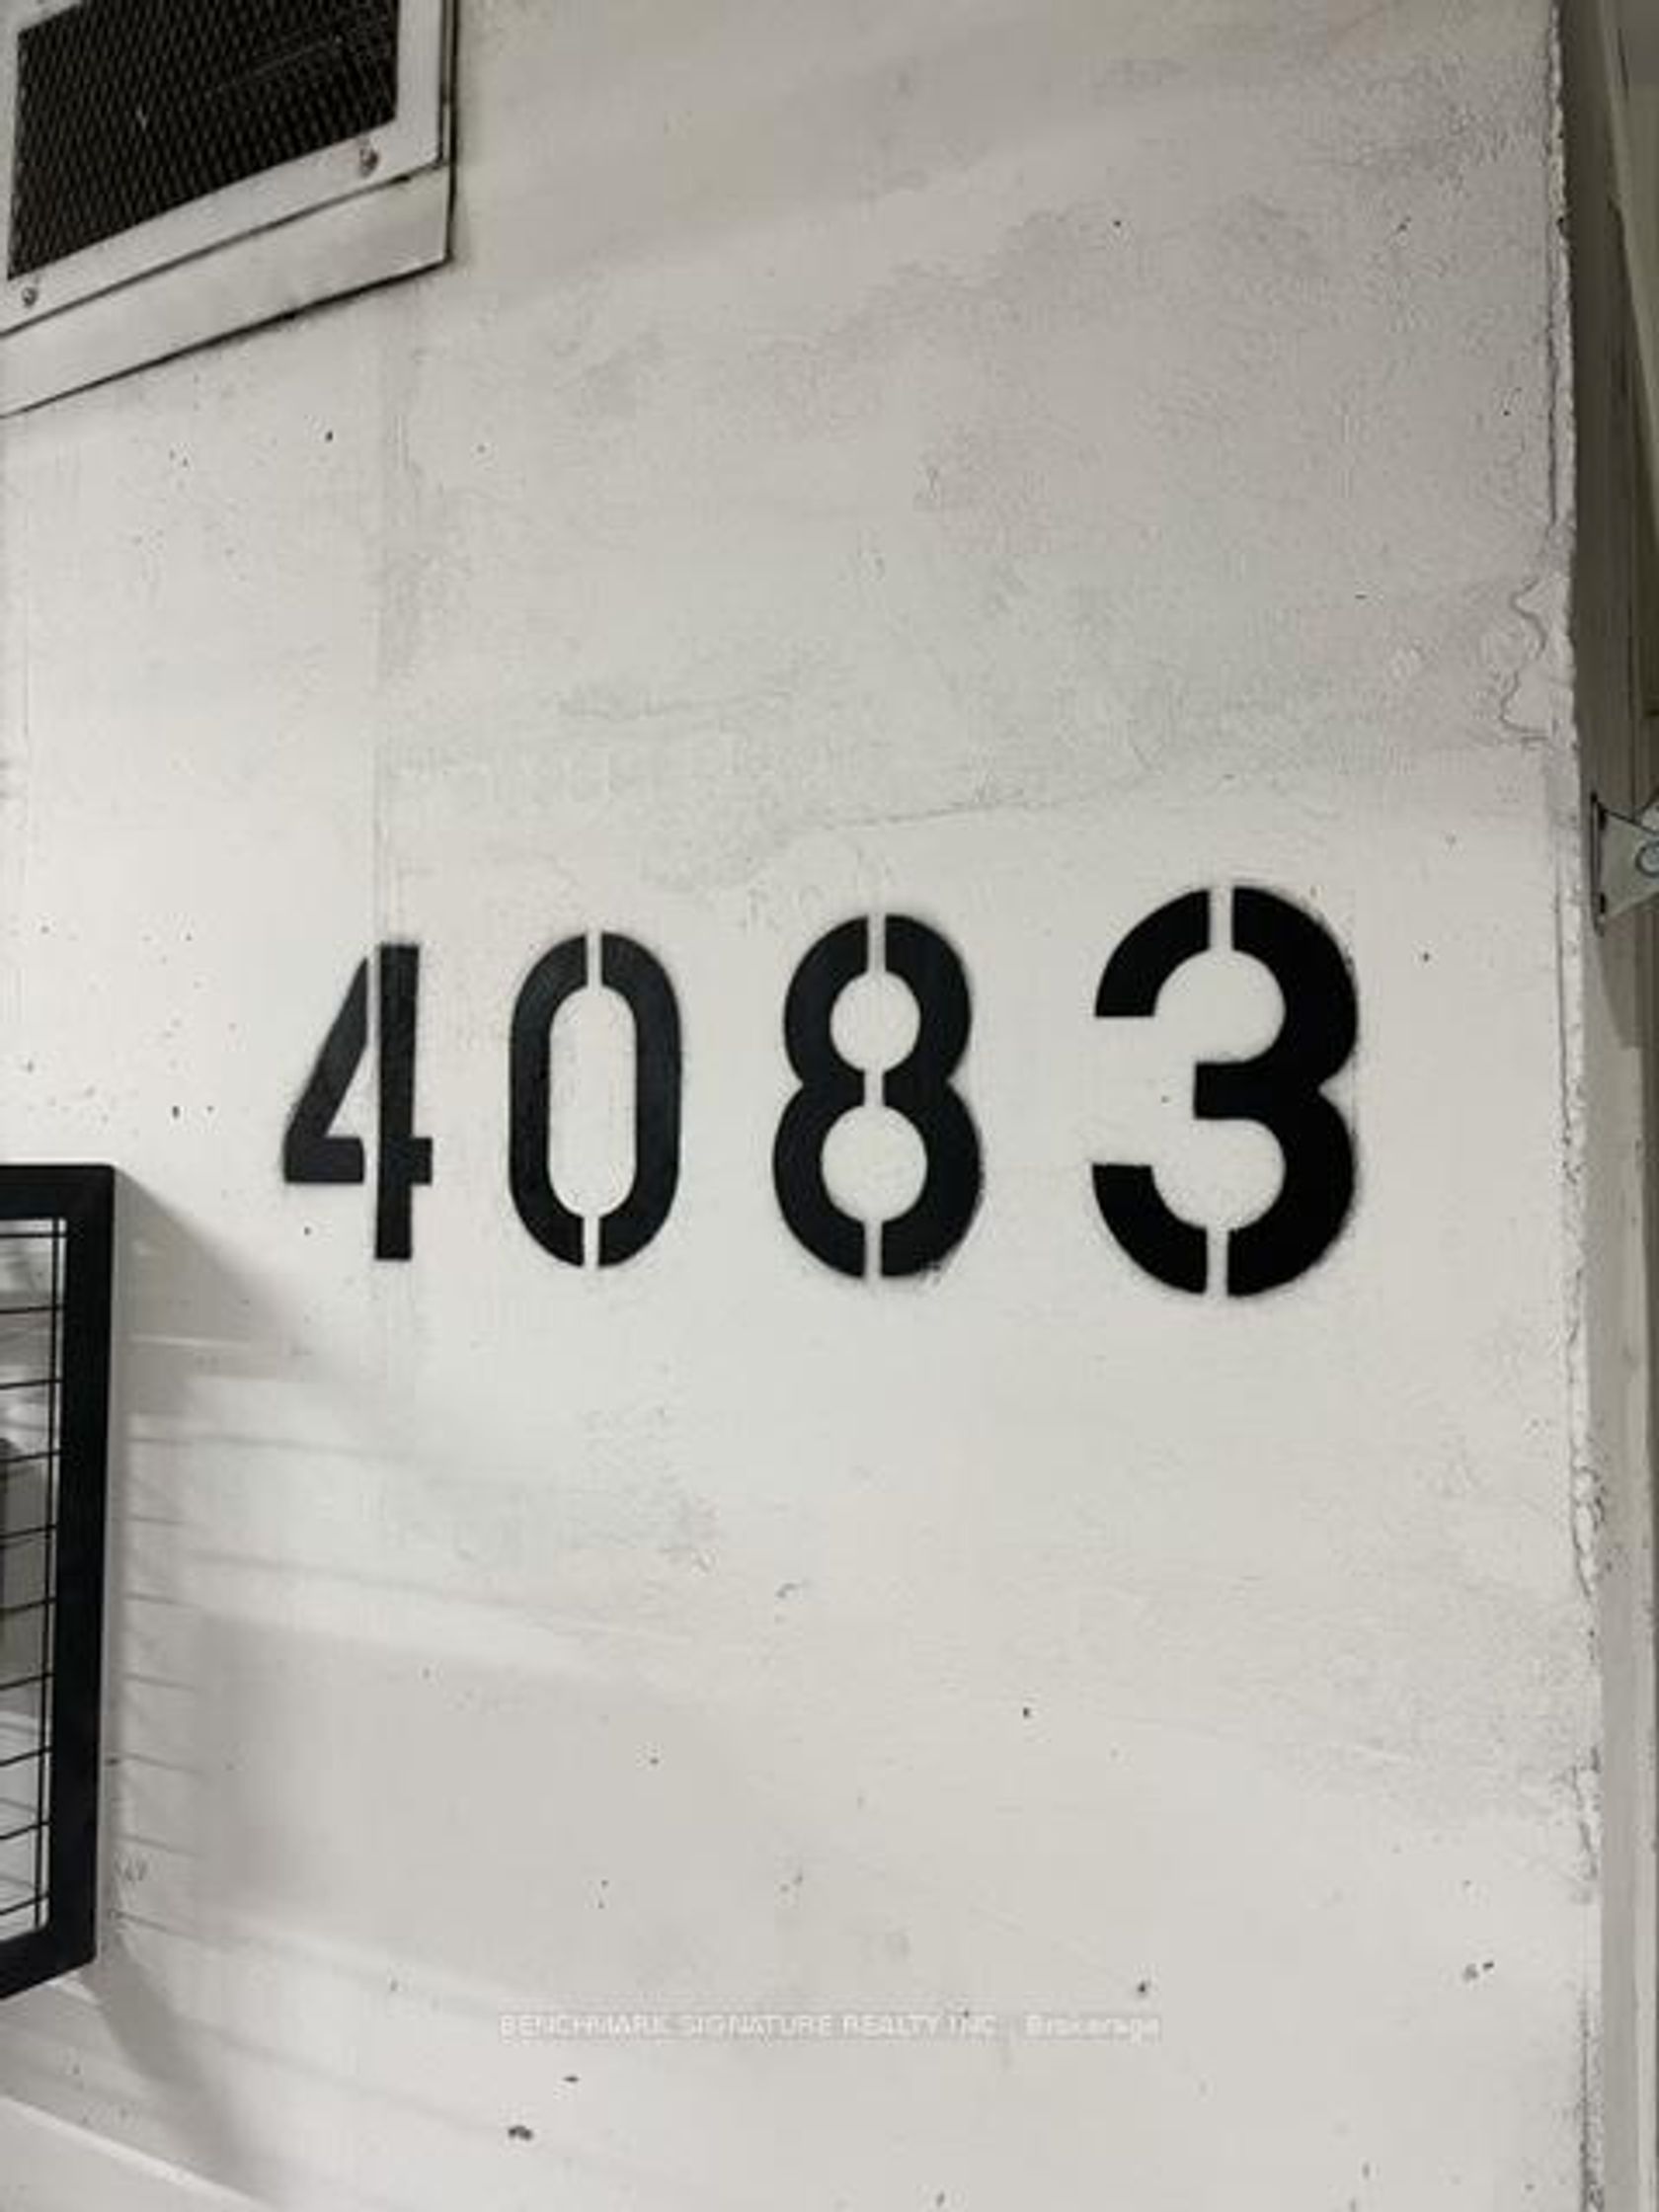 4083
BENCHMARK SIGNATURE REALTY INC. Brokerage